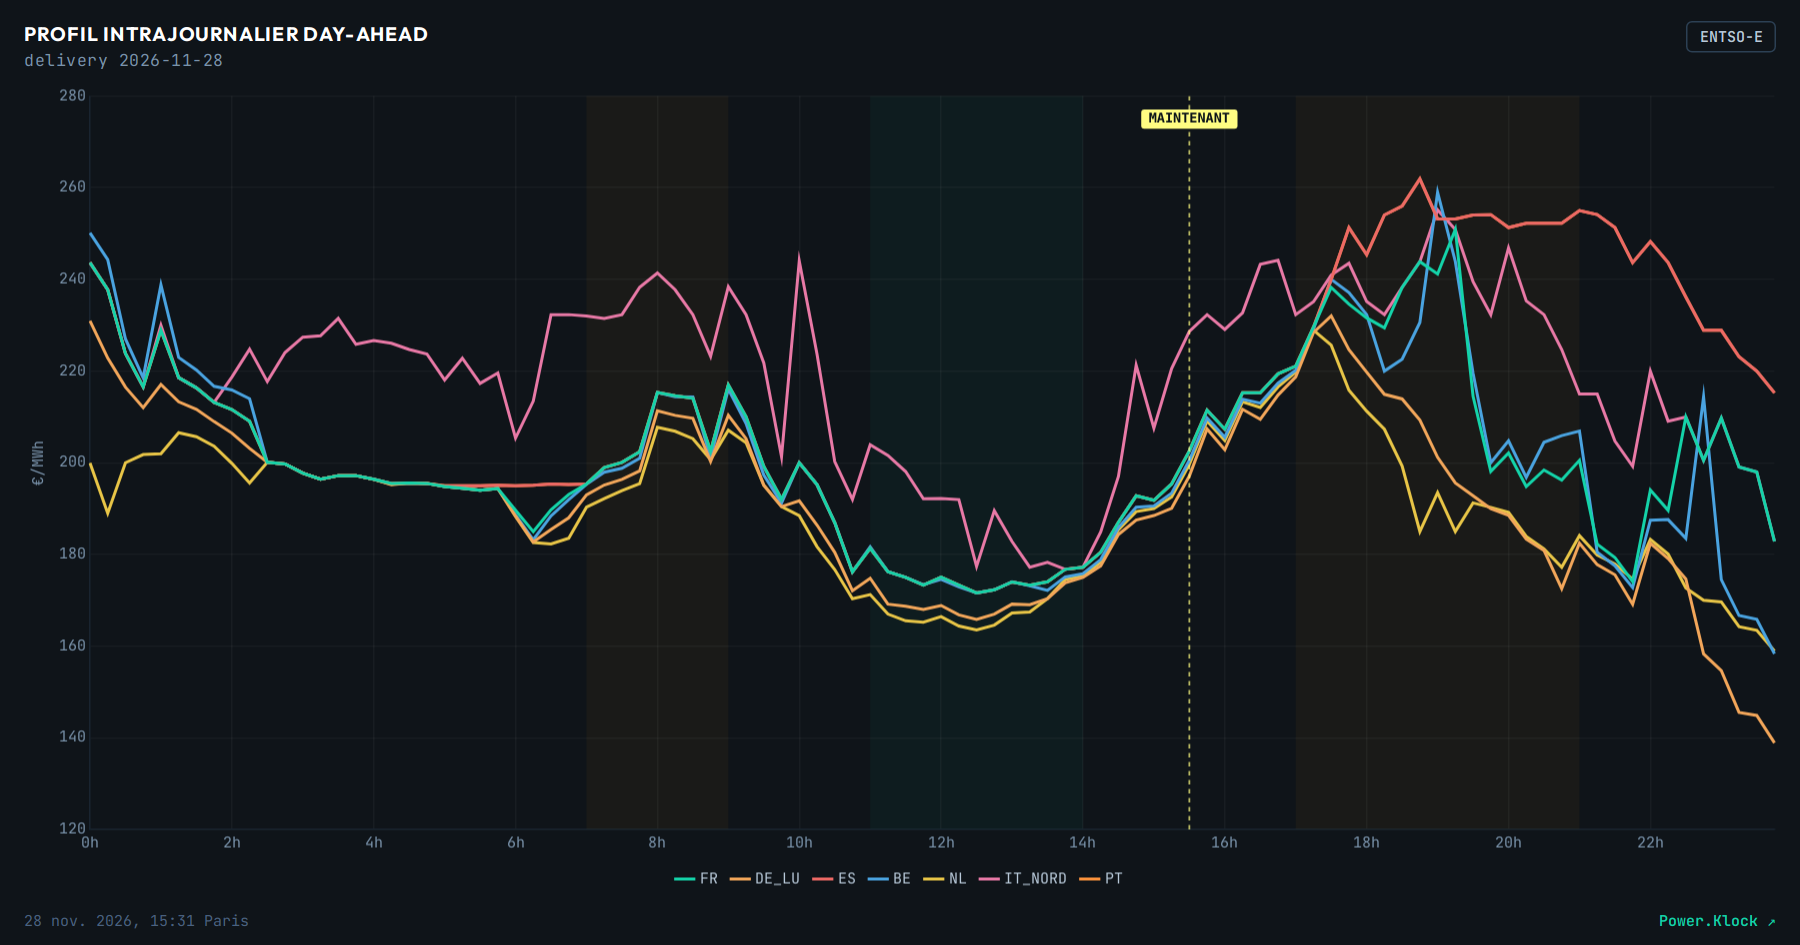 PROFIL INTRAJOURNALIER DAY-AHEAD
delivery 2026-11-28
ENTSO-E
MAINTENANT
€/MWh
280
260
240
220
200
180
160
140
120
0h 2h 4h 6h 8h 10h 12h 14h 16h 18h 20h 22h
FR DE_LU ES BE NL IT_NORD PT
28 nov. 2026, 15:31 Paris
Power.Klock ↗